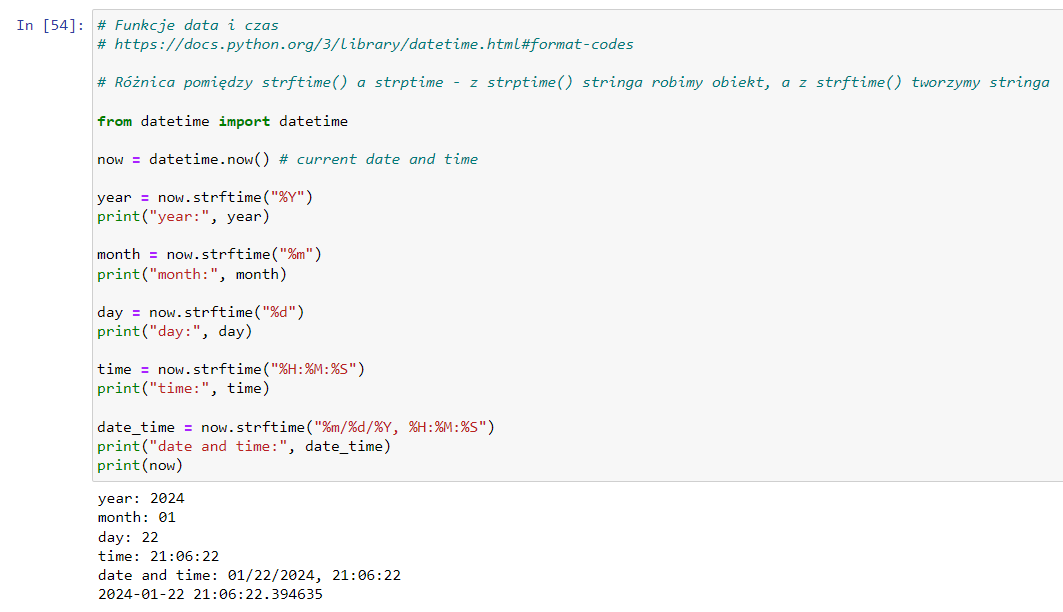 In [54]: # Funkcje data i czas
# https://docs.python.org/3/library/datetime.html#format-codes
# Różnica pomiędzy strftime() a strptime - z strptime() stringa robimy obiekt, a z strftime() tworzymy stringa
from datetime import datetime
now = datetime.now() # current date and time
year = now.strftime("%Y")
print("year:", year)
month = now.strftime("%m")
print("month:", month)
day = now.strftime("%d")
print("day:", day)
time = now.strftime("%H:%M:%S")
print("time:", time)
date_time = now.strftime("%m/%d/%Y, %H:%M:%S")
print("date and time:", date_time)
print(now)
year: 2024
month: 01
day: 22
time: 21:06:22
date and time: 01/22/2024, 21:06:22
2024-01-22 21:06:22.394635